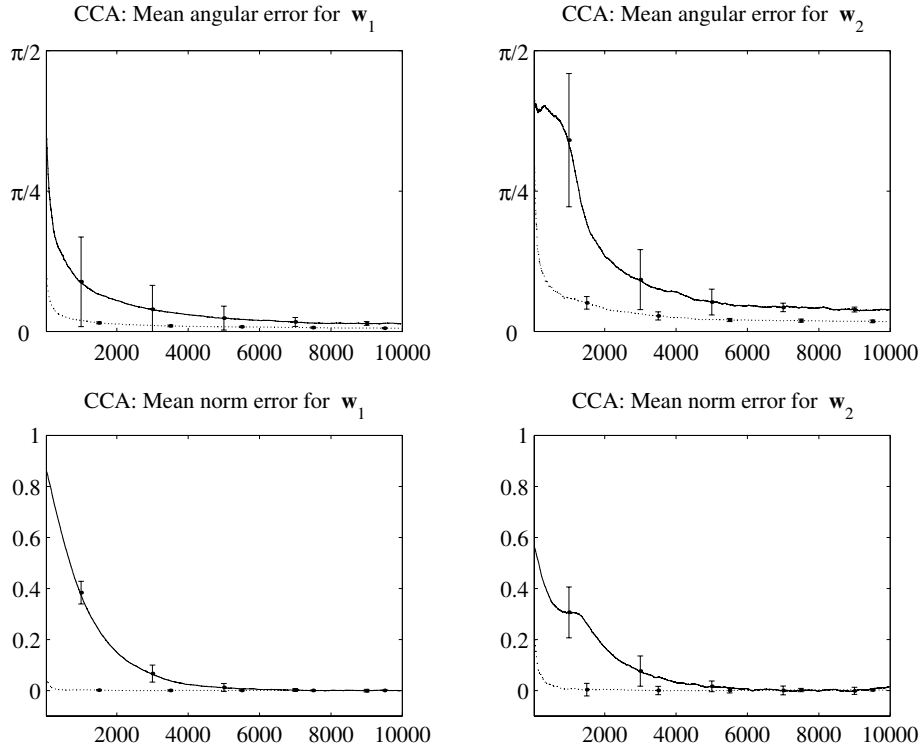 CCA: Mean angular error for w1
π/2
π/4
0
2000 4000 6000 8000 10000
CCA: Mean angular error for w2
π/2
π/4
0
2000 4000 6000 8000 10000
CCA: Mean norm error for w1
1
0.8
0.6
0.4
0.2
0
2000 4000 6000 8000 10000
CCA: Mean norm error for w2
1
0.8
0.6
0.4
0.2
0
2000 4000 6000 8000 10000